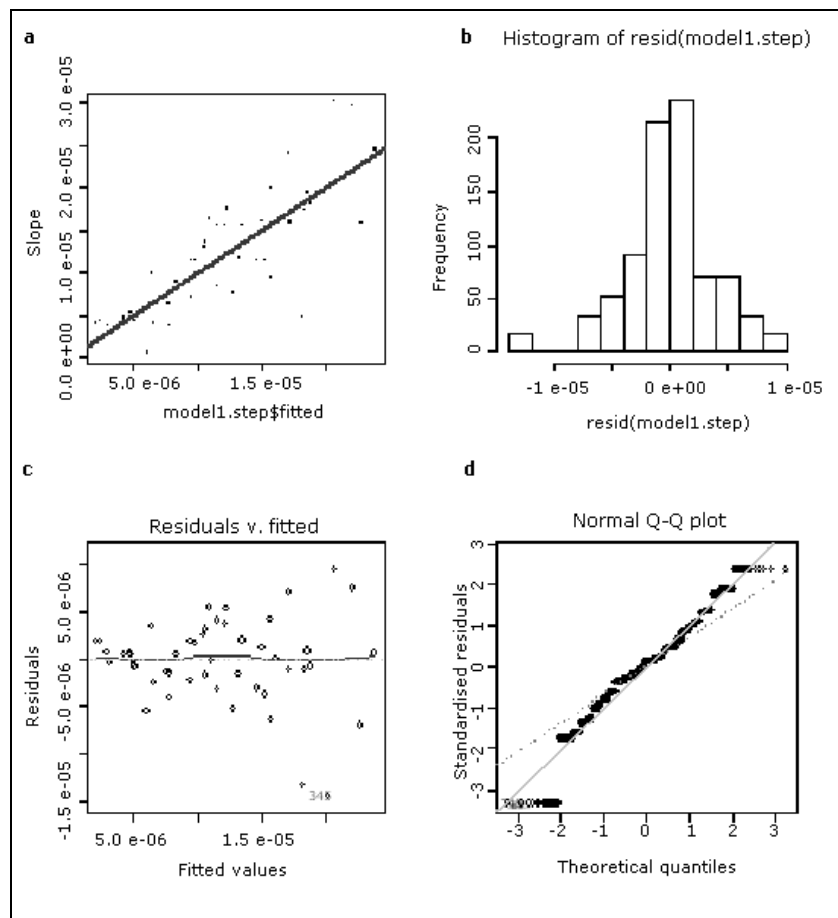 a
Slope
0.0 e+00
1.0 e-05
2.0 e-05
3.0 e-05
5.0 e-06
1.5 e-05
model1.step$fitted
b
Histogram of resid(model1.step)
Frequency
0
50
100
150
200
-1 e-05
0 e+00
1 e-05
resid(model1.step)
c
Residuals v. fitted
Residuals
-1.5 e-05
-5.0 e-06
5.0 e-06
5.0 e-06
1.5 e-05
Fitted values
d
Normal Q-Q plot
Standardised residuals
-3
-2
-1
0
1
2
3
-3
-2
-1
0
1
2
3
Theoretical quantiles